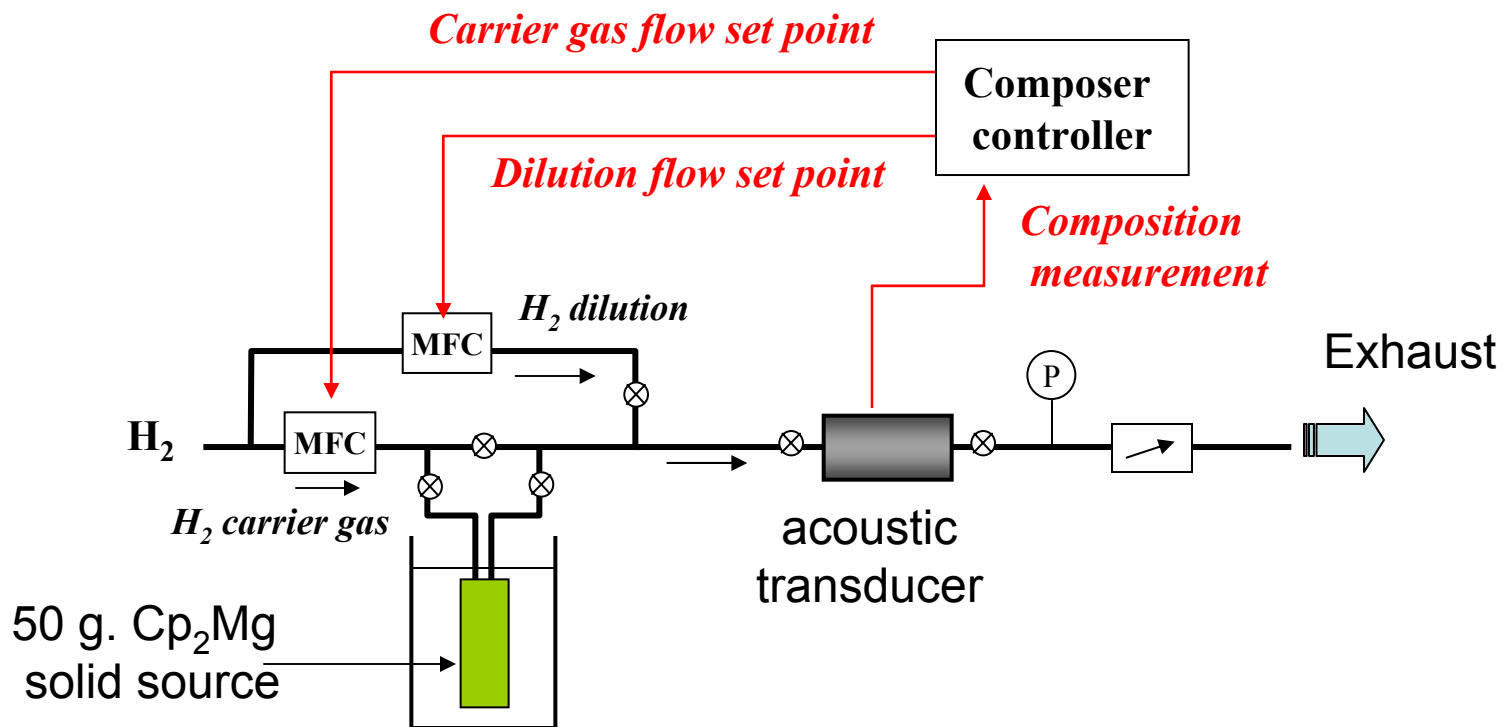 Carrier gas flow set point
Composer
controller
Dilution flow set point
Composition
measurement
H₂ dilution
MFC
Exhaust
P
H₂
MFC
H₂ carrier gas
acoustic
transducer
50 g. Cp₂Mg
solid source